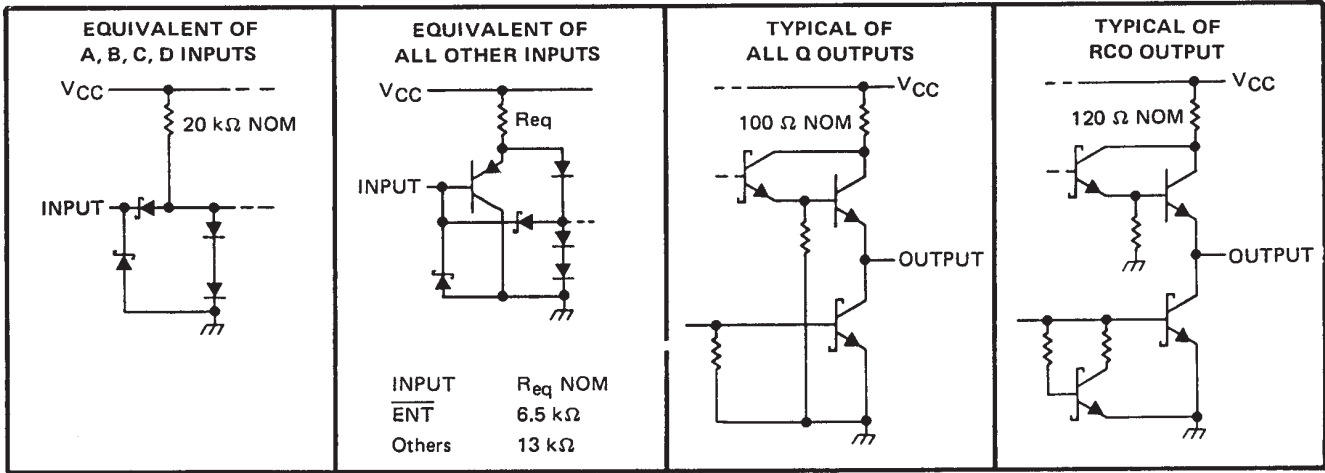 EQUIVALENT OF
A, B, C, D INPUTS
VCC
20 kΩ NOM
INPUT
EQUIVALENT OF
ALL OTHER INPUTS
VCC
Req
INPUT
INPUT Req NOM
ENT 6.5 kΩ
Others 13 kΩ
TYPICAL OF
ALL Q OUTPUTS
VCC
100 Ω NOM
OUTPUT
TYPICAL OF
RCO OUTPUT
VCC
120 Ω NOM
OUTPUT